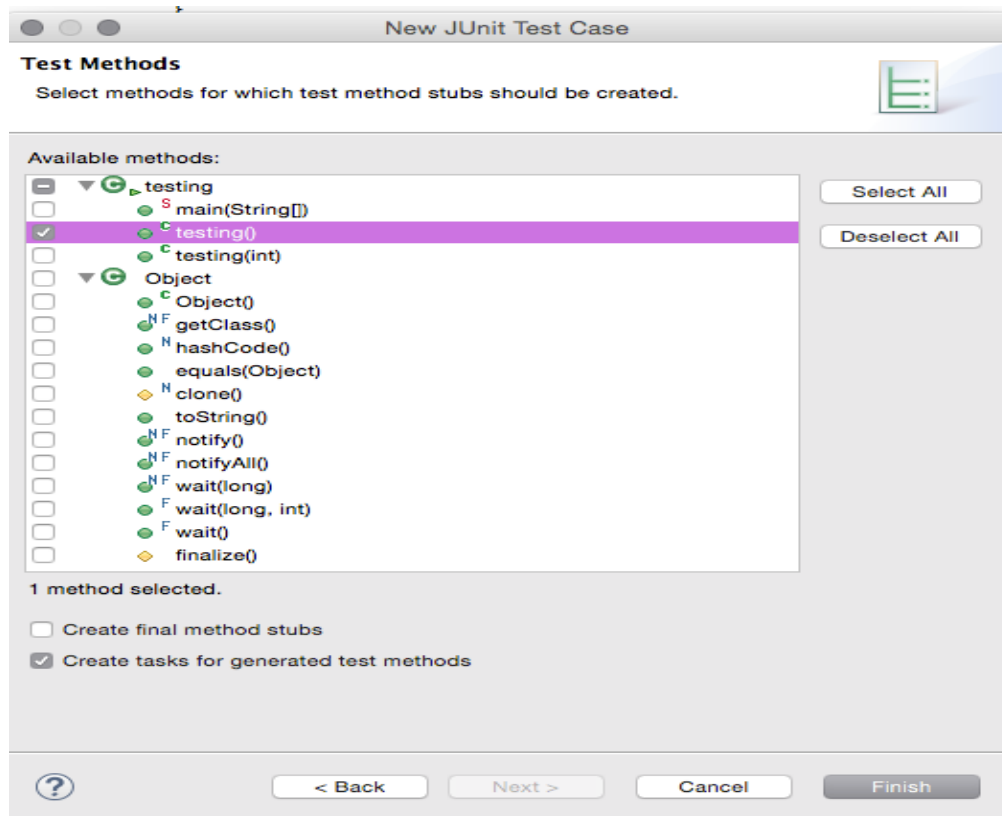 New JUnit Test Case
Test Methods
Select methods for which test method stubs should be created.
Available methods:
C testing
S main(String[])
C testing()
C testing(int)
C Object
C Object()
N F getClass()
N hashCode()
equals(Object)
N clone()
toString()
N F notify()
N F notifyAll()
N F wait(long)
F wait(long, int)
F wait()
finalize()
Select All
Deselect All
1 method selected.
Create final method stubs
Create tasks for generated test methods
?
< Back
Next >
Cancel
Finish